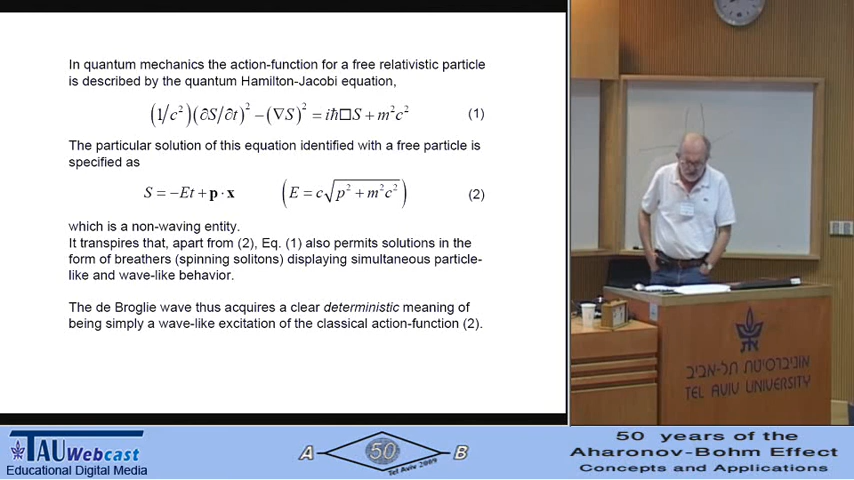 In quantum mechanics the action-function for a free relativistic particle
is described by the quantum Hamilton-Jacobi equation,
(1/c²)(∂S/∂t)² − (∇S)² = iħ□S + m²c² (1)
The particular solution of this equation identified with a free particle is
specified as
S = −Et + p · x (E = c√(p² + m²c²)) (2)
which is a non-waving entity.
It transpires that, apart from (2), Eq. (1) also permits solutions in the
form of breathers (spinning solitons) displaying simultaneous particle-
like and wave-like behavior.
The de Broglie wave thus acquires a clear deterministic meaning of
being simply a wave-like excitation of the classical action-function (2).
אוניברסיטת תל-אביב
TEL AVIV UNIVERSITY
TAU Webcast
Educational Digital Media
A 50 B
Tel Aviv 2009
50 years of the
Aharonov-Bohm Effect
Concepts and Applications